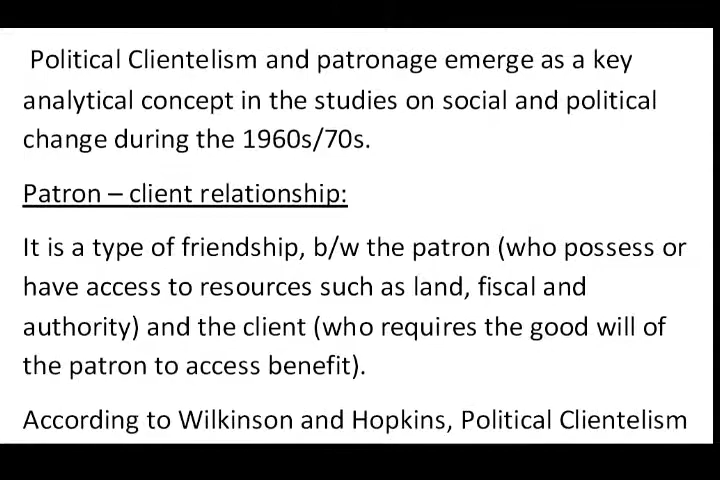 Political Clientelism and patronage emerge as a key
analytical concept in the studies on social and political
change during the 1960s/70s.
Patron – client relationship:
It is a type of friendship, b/w the patron (who possess or
have access to resources such as land, fiscal and
authority) and the client (who requires the good will of
the patron to access benefit).
According to Wilkinson and Hopkins, Political Clientelism